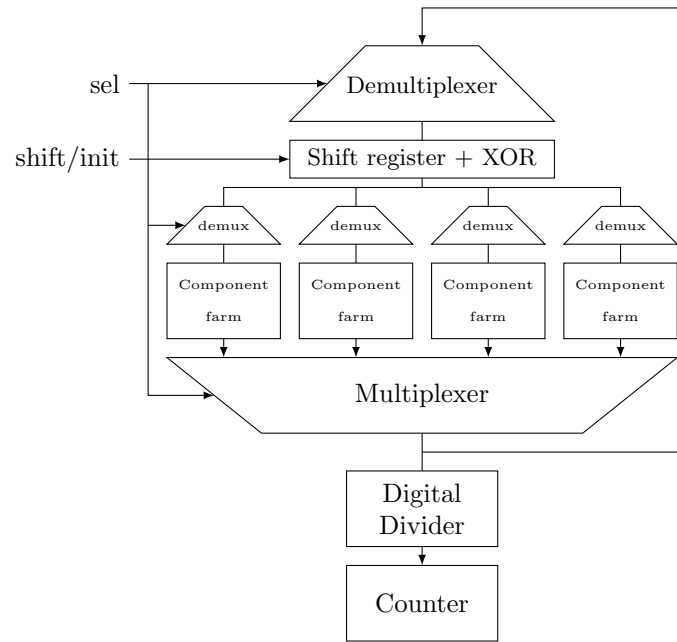 sel
Demultiplexer
shift/init
Shift register + XOR
demux
demux
demux
demux
Component
farm
Component
farm
Component
farm
Component
farm
Multiplexer
Digital
Divider
Counter